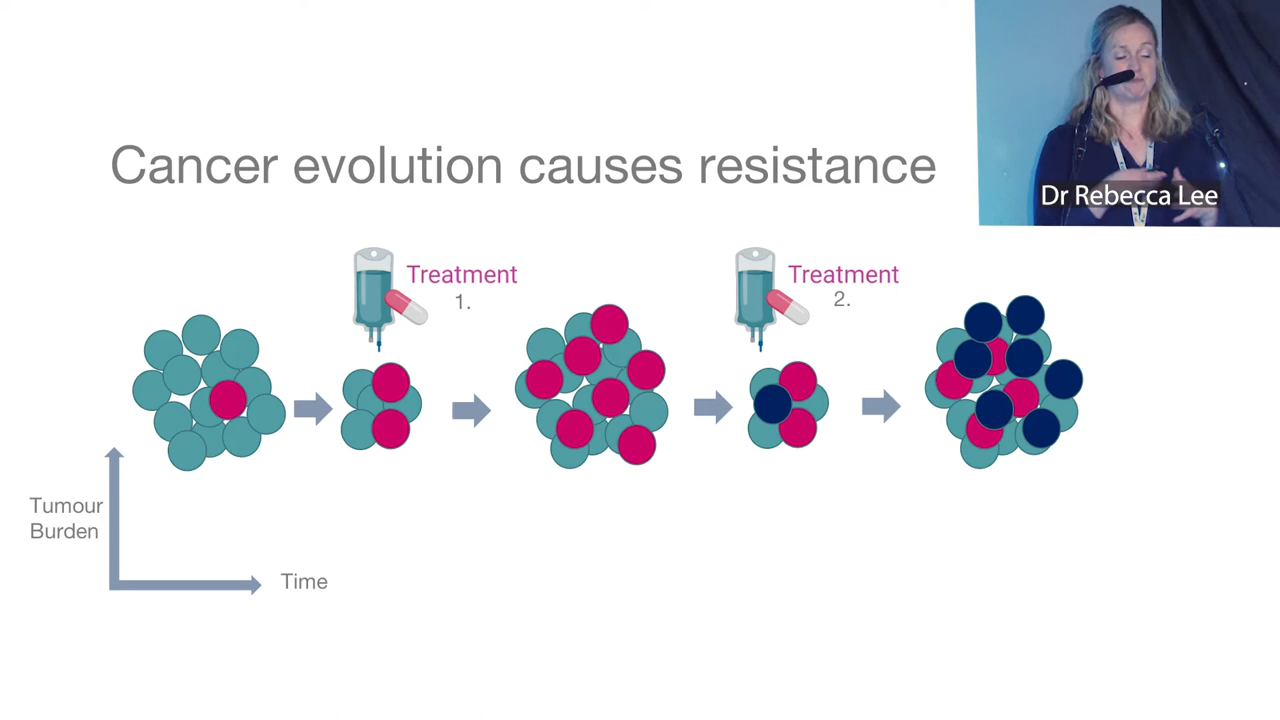 Cancer evolution causes resistance
Dr Rebecca Lee
Treatment
1.
Treatment
2.
Tumour
Burden
Time